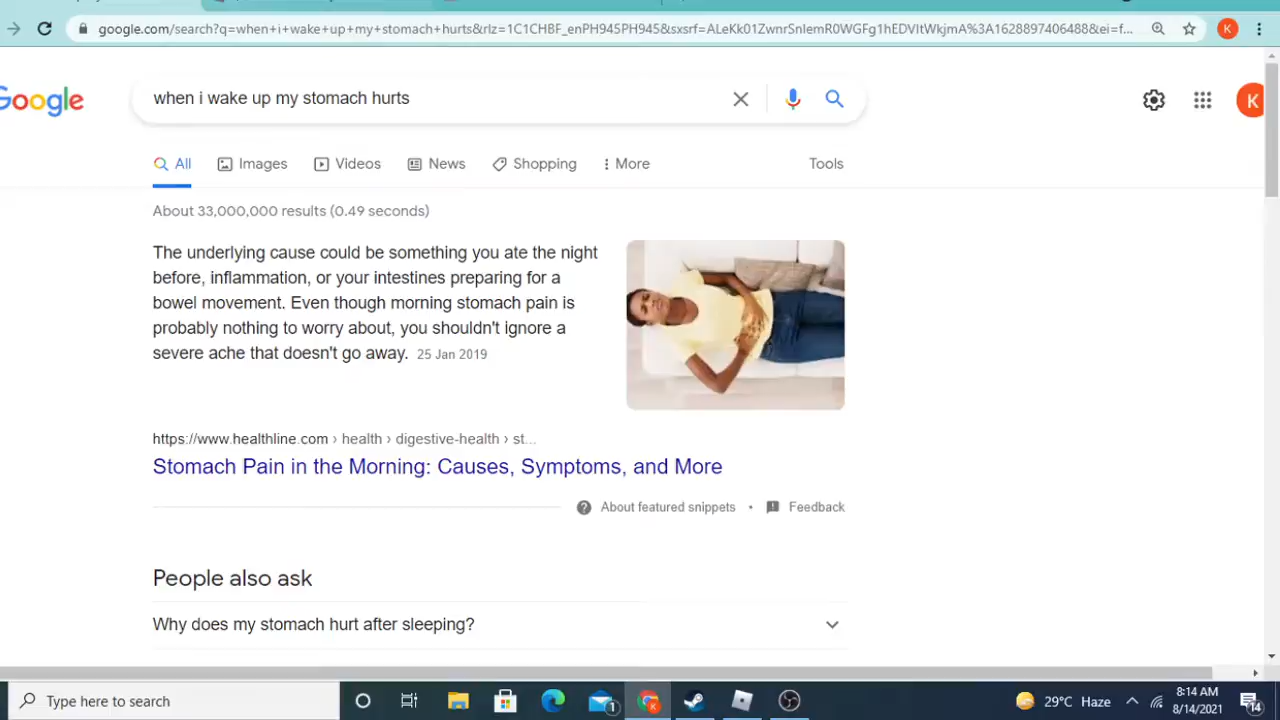 google.com/search?q=when+i+wake+up+my+stomach+hurts&rlz=1C1CHBF_enPH945PH945&sxsrf=ALeKk01ZwnrSnlemR0WGFg1hEDVItWkjmA%3A1628897406488&ei=f...
K
Google
when i wake up my stomach hurts
K
All Images Videos News Shopping More Tools
About 33,000,000 results (0.49 seconds)
The underlying cause could be something you ate the night
before, inflammation, or your intestines preparing for a
bowel movement. Even though morning stomach pain is
probably nothing to worry about, you shouldn't ignore a
severe ache that doesn't go away. 25 Jan 2019
https://www.healthline.com › health › digestive-health › st...
Stomach Pain in the Morning: Causes, Symptoms, and More
About featured snippets • Feedback
People also ask
Why does my stomach hurt after sleeping?
Type here to search
1
K
29°C Haze
8:14 AM
8/14/2021
14